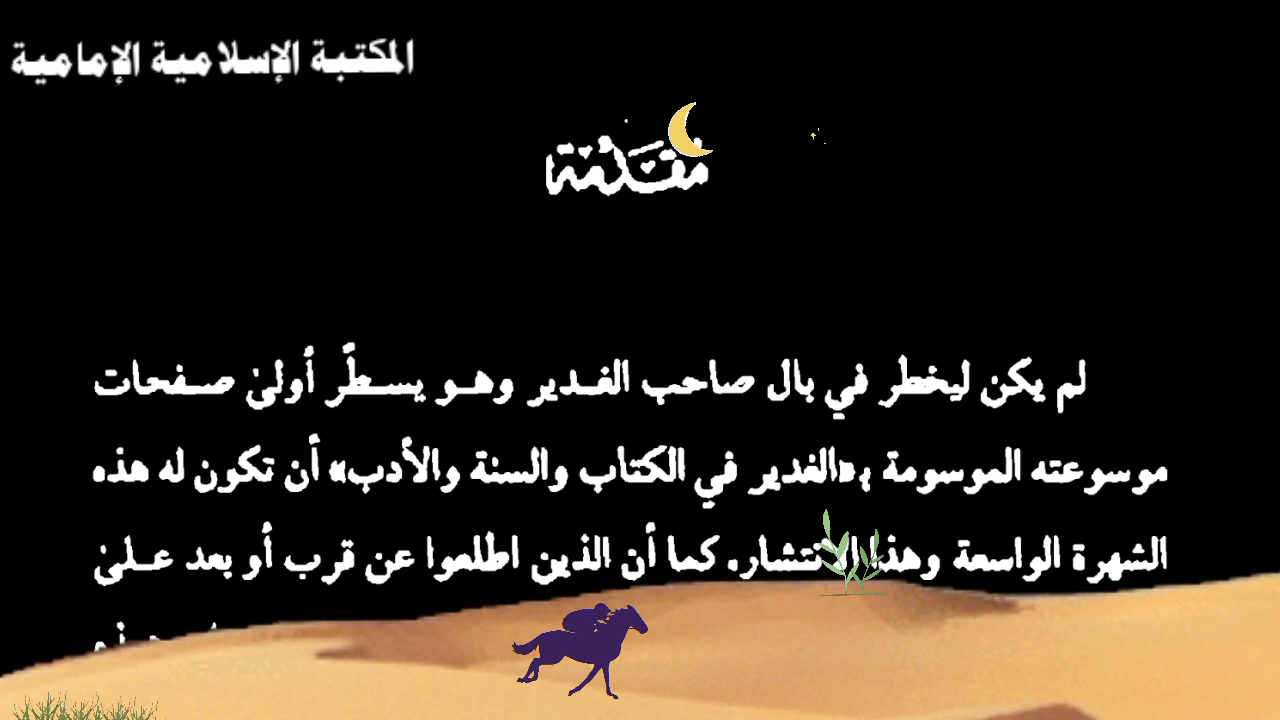 المكتبة الإسلامية الإمامية
مُقَدّمَة
لم يكن ليخطر في بال صاحب الغدير وهو يسطّر أولىٰ صفحات
موسوعته الموسومة بـ«الغدير في الكتاب والسنة والأدب» أن تكون له هذه
الشهرة الواسعة وهذا الانتشار. كما أن الذين اطلعوا عن قرب أو بعد علىٰ